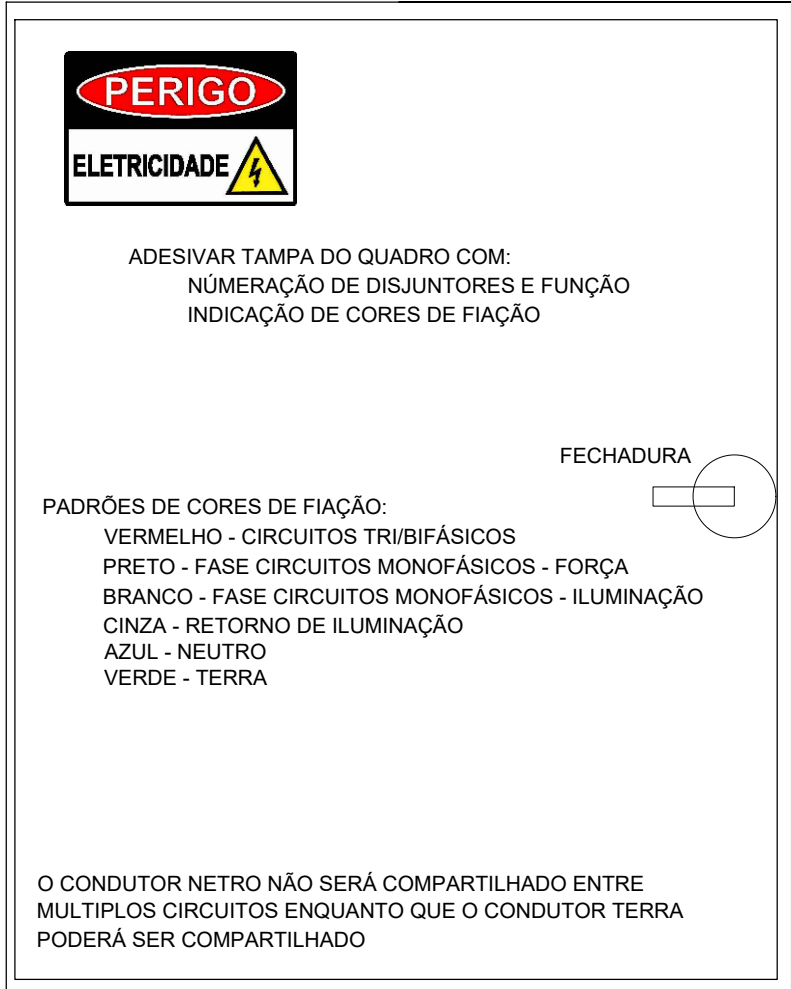 PERIGO
ELETRICIDADE
ADESIVAR TAMPA DO QUADRO COM:
NÚMERAÇÃO DE DISJUNTORES E FUNÇÃO
INDICAÇÃO DE CORES DE FIAÇÃO
FECHADURA
PADRÕES DE CORES DE FIAÇÃO:
VERMELHO - CIRCUITOS TRI/BIFÁSICOS
PRETO - FASE CIRCUITOS MONOFÁSICOS - FORÇA
BRANCO - FASE CIRCUITOS MONOFÁSICOS - ILUMINAÇÃO
CINZA - RETORNO DE ILUMINAÇÃO
AZUL - NEUTRO
VERDE - TERRA
O CONDUTOR NETRO NÃO SERÁ COMPARTILHADO ENTRE
MULTIPLOS CIRCUITOS ENQUANTO QUE O CONDUTOR TERRA
PODERÁ SER COMPARTILHADO